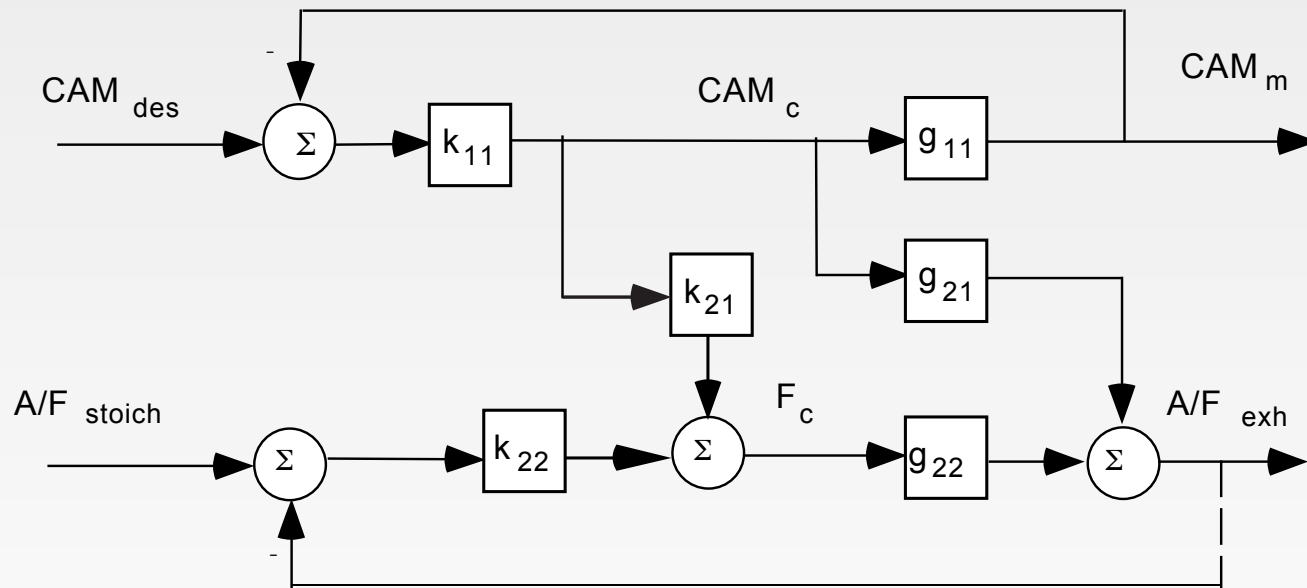 -
CAM des
Σ
k 11
CAM c
g 11
CAM m
k 21
g 21
A/F stoich
Σ
k 22
Σ
F c
g 22
Σ
A/F exh
-